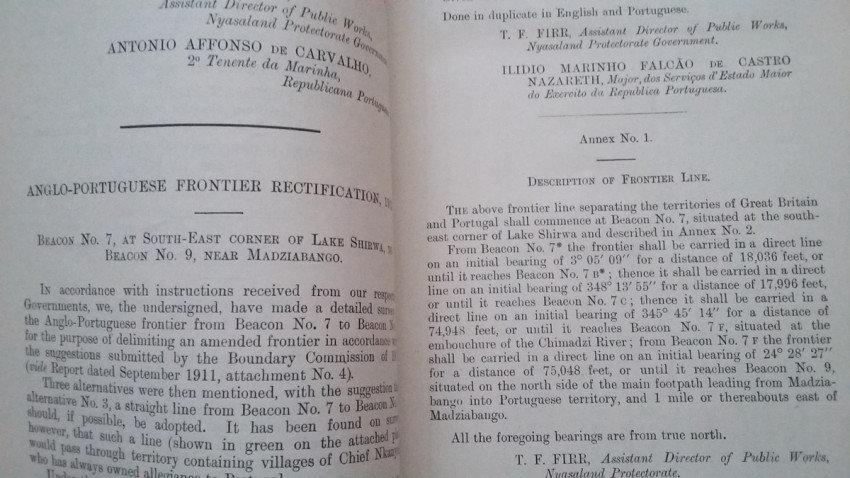 Assistant Director of Public Works,
Nyasaland Protectorate Government.
ANTONIO AFFONSO DE CARVALHO,
2º Tenente da Marinha,
Republicana
ANGLO-PORTUGUESE FRONTIER RECTIFICATION,
BEACON No. 7, AT SOUTH-EAST CORNER OF LAKE SHIRWA,
BEACON No. 9, NEAR MADZIABANGO.
IN accordance with instructions received from our
Governments, we, the undersigned, have made a detailed
the Anglo-Portuguese frontier from Beacon No. 7 to Beacon
for the purpose of delimiting an amended frontier in
the suggestions submitted by the Boundary Commission of
(vide Report dated September 1911, attachment No. 4).
Three alternatives were then mentioned, with the
alternative No. 3, a straight line from Beacon No. 7 to Beacon
should, if possible, be adopted. It has been found on
however, that such a line (shown in green on the attached
would pass through territory containing villages of Chief
who has always owned allegiance to
Done in duplicate in English and Portuguese.
T. F. FIRR, Assistant Director of Public Works,
Nyasaland Protectorate Government.
ILIDIO MARINHO FALCÃO DE CASTRO
NAZARETH, Major, dos Serviços d'Estado Maior
do Exercito da Republica Portuguesa.
Annex No. 1.
DESCRIPTION OF FRONTIER LINE.
THE above frontier line separating the territories of Great Britain
and Portugal shall commence at Beacon No. 7, situated at the south-
east corner of Lake Shirwa and described in Annex No. 2.
From Beacon No. 7* the frontier shall be carried in a direct line
on an initial bearing of 3° 05' 09" for a distance of 18,036 feet, or
until it reaches Beacon No. 7 B*; thence it shall be carried in a direct
line on an initial bearing of 348° 13' 55" for a distance of 17,996 feet,
or until it reaches Beacon No. 7 C; thence it shall be carried in a
direct line on an initial bearing of 345° 45' 14" for a distance of
74,948 feet, or until it reaches Beacon No. 7 F, situated at the
embouchure of the Chimadzi River; from Beacon No. 7 F the frontier
shall be carried in a direct line on an initial bearing of 24° 28' 27"
for a distance of 75,048 feet, or until it reaches Beacon No. 9,
situated on the north side of the main footpath leading from Madzia-
bango into Portuguese territory, and 1 mile or thereabouts east of
Madziabango.
All the foregoing bearings are from true north.
T. F. FIRR, Assistant Director of Public Works,
Nyasaland Protectorate.